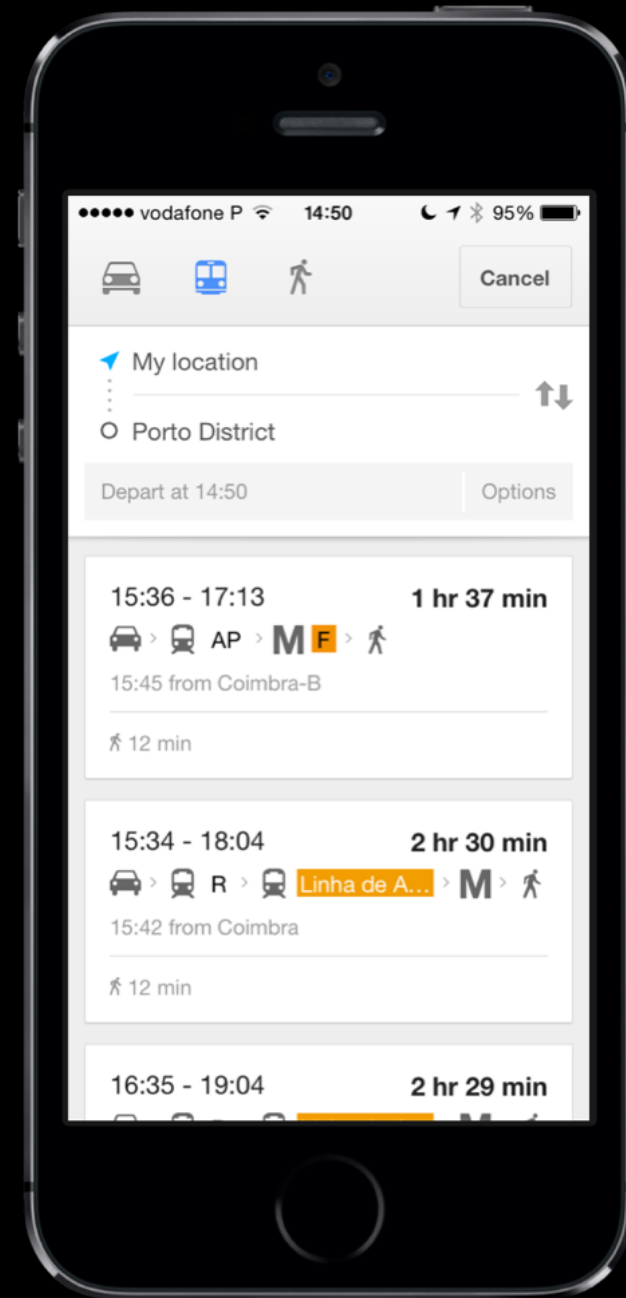 vodafone P 14:50 95%
Cancel
My location
Porto District
Depart at 14:50 Options
15:36 - 17:13 1 hr 37 min
AP M F
15:45 from Coimbra-B
12 min
15:34 - 18:04 2 hr 30 min
R Linha de A... M
15:42 from Coimbra
12 min
16:35 - 19:04 2 hr 29 min